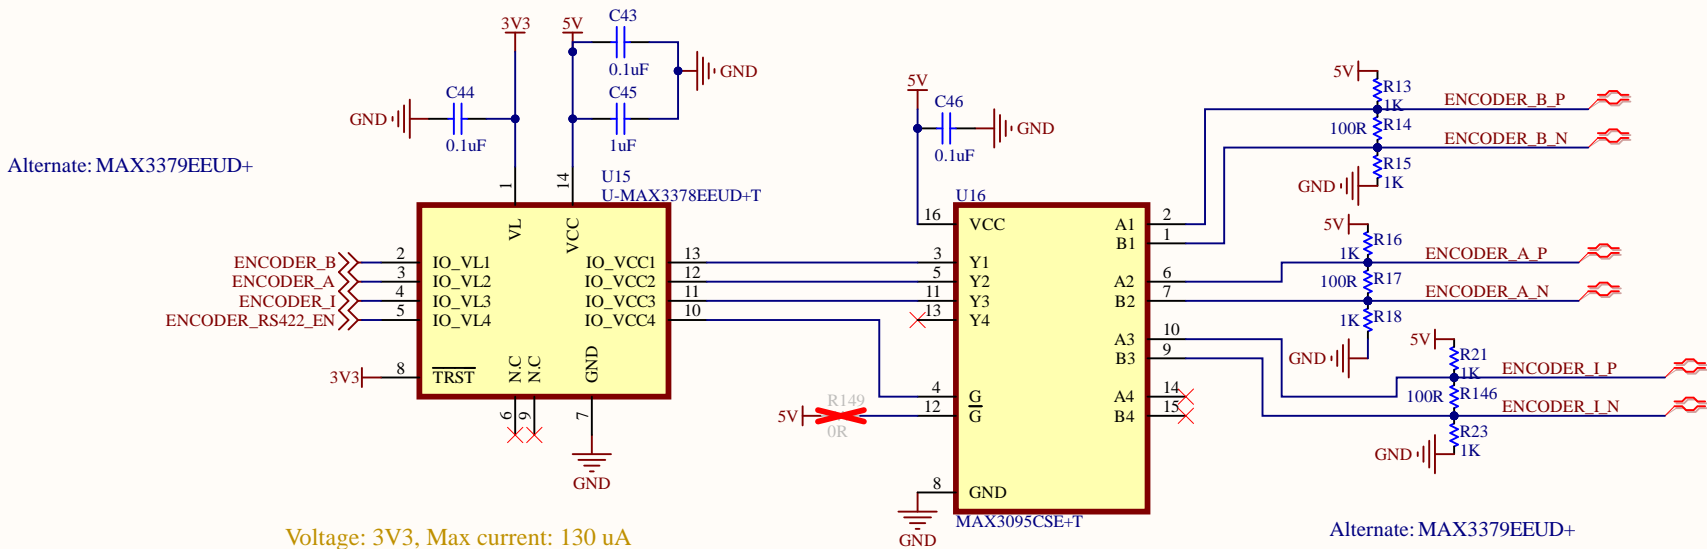 3V3
5V
C43
0.1uF
GND
C44
GND
0.1uF
C45
1uF
Alternate: MAX3379EEUD+
1
14
U15
U-MAX3378EEUD+T
VL
VCC
ENCODER_B
2
IO_VL1
IO_VCC1
13
ENCODER_A
3
IO_VL2
IO_VCC2
12
ENCODER_I
4
IO_VL3
IO_VCC3
11
ENCODER_RS422_EN
5
IO_VL4
IO_VCC4
10
3V3
8
TRST
N.C
N.C
GND
6
9
7
GND
Voltage: 3V3, Max current: 130 uA
5V
C46
GND
0.1uF
U16
16
VCC
A1
2
B1
1
3
Y1
5
Y2
A2
6
11
Y3
B2
7
13
Y4
A3
10
B3
9
4
G
A4
14
5V
R149
0R
12
G
B4
15
8
GND
GND
MAX3095CSE+T
5V
R13
1K
ENCODER_B_P
100R
R14
ENCODER_B_N
R15
GND
1K
5V
R16
1K
ENCODER_A_P
100R
R17
ENCODER_A_N
1K
R18
GND
5V
R21
1K
ENCODER_I_P
100R
R146
ENCODER_I_N
R23
GND
1K
Alternate: MAX3379EEUD+